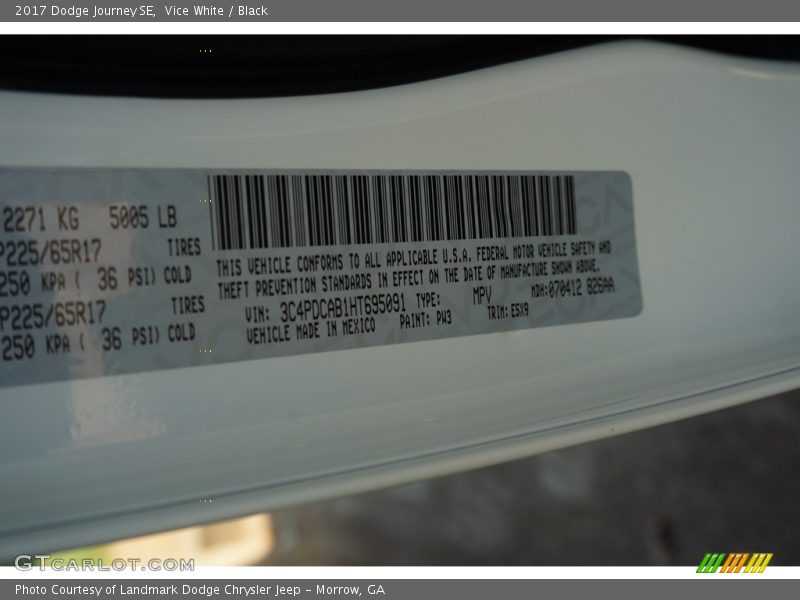 2017 Dodge Journey SE, Vice White / Black
2271 KG 5005 LB
P225/65R17 TIRES
250 KPA ( 36 PSI) COLD
P225/65R17 TIRES
250 KPA ( 36 PSI) COLD
THIS VEHICLE CONFORMS TO ALL APPLICABLE U.S.A. FEDERAL MOTOR VEHICLE SAFETY AND
THEFT PREVENTION STANDARDS IN EFFECT ON THE DATE OF MANUFACTURE SHOWN ABOVE.
VIN: 3C4PDCAB1HT695091 TYPE: MPV MDH:070412 826AA
VEHICLE MADE IN MEXICO PAINT: PW3 TRIM: E5X9
GTCARLOT.COM
Photo Courtesy of Landmark Dodge Chrysler Jeep – Morrow, GA